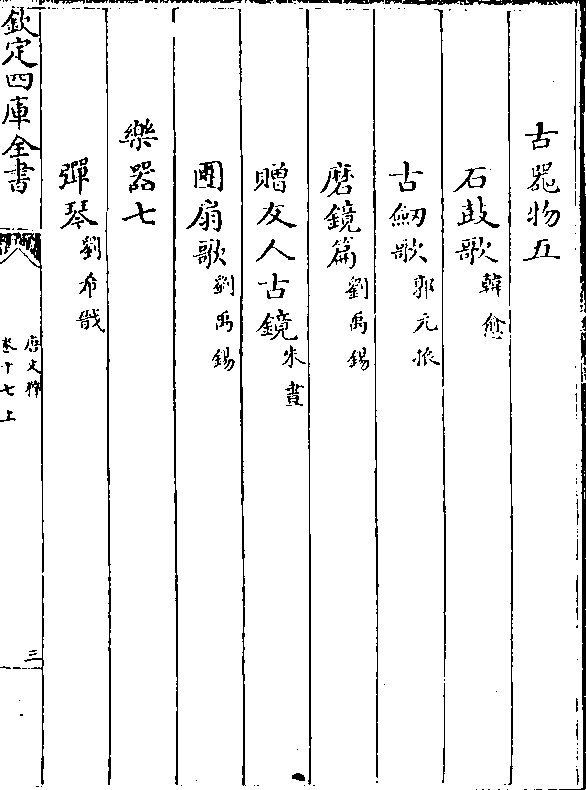 古器物五
石鼓歌韓愈
古劒歌郭元振
磨鏡篇劉禹錫
贈友人古鏡朱晝
團扇歌劉禹錫
樂器七
彈琴劉希戩
欽定四庫全書
唐文粹
卷十七上
三